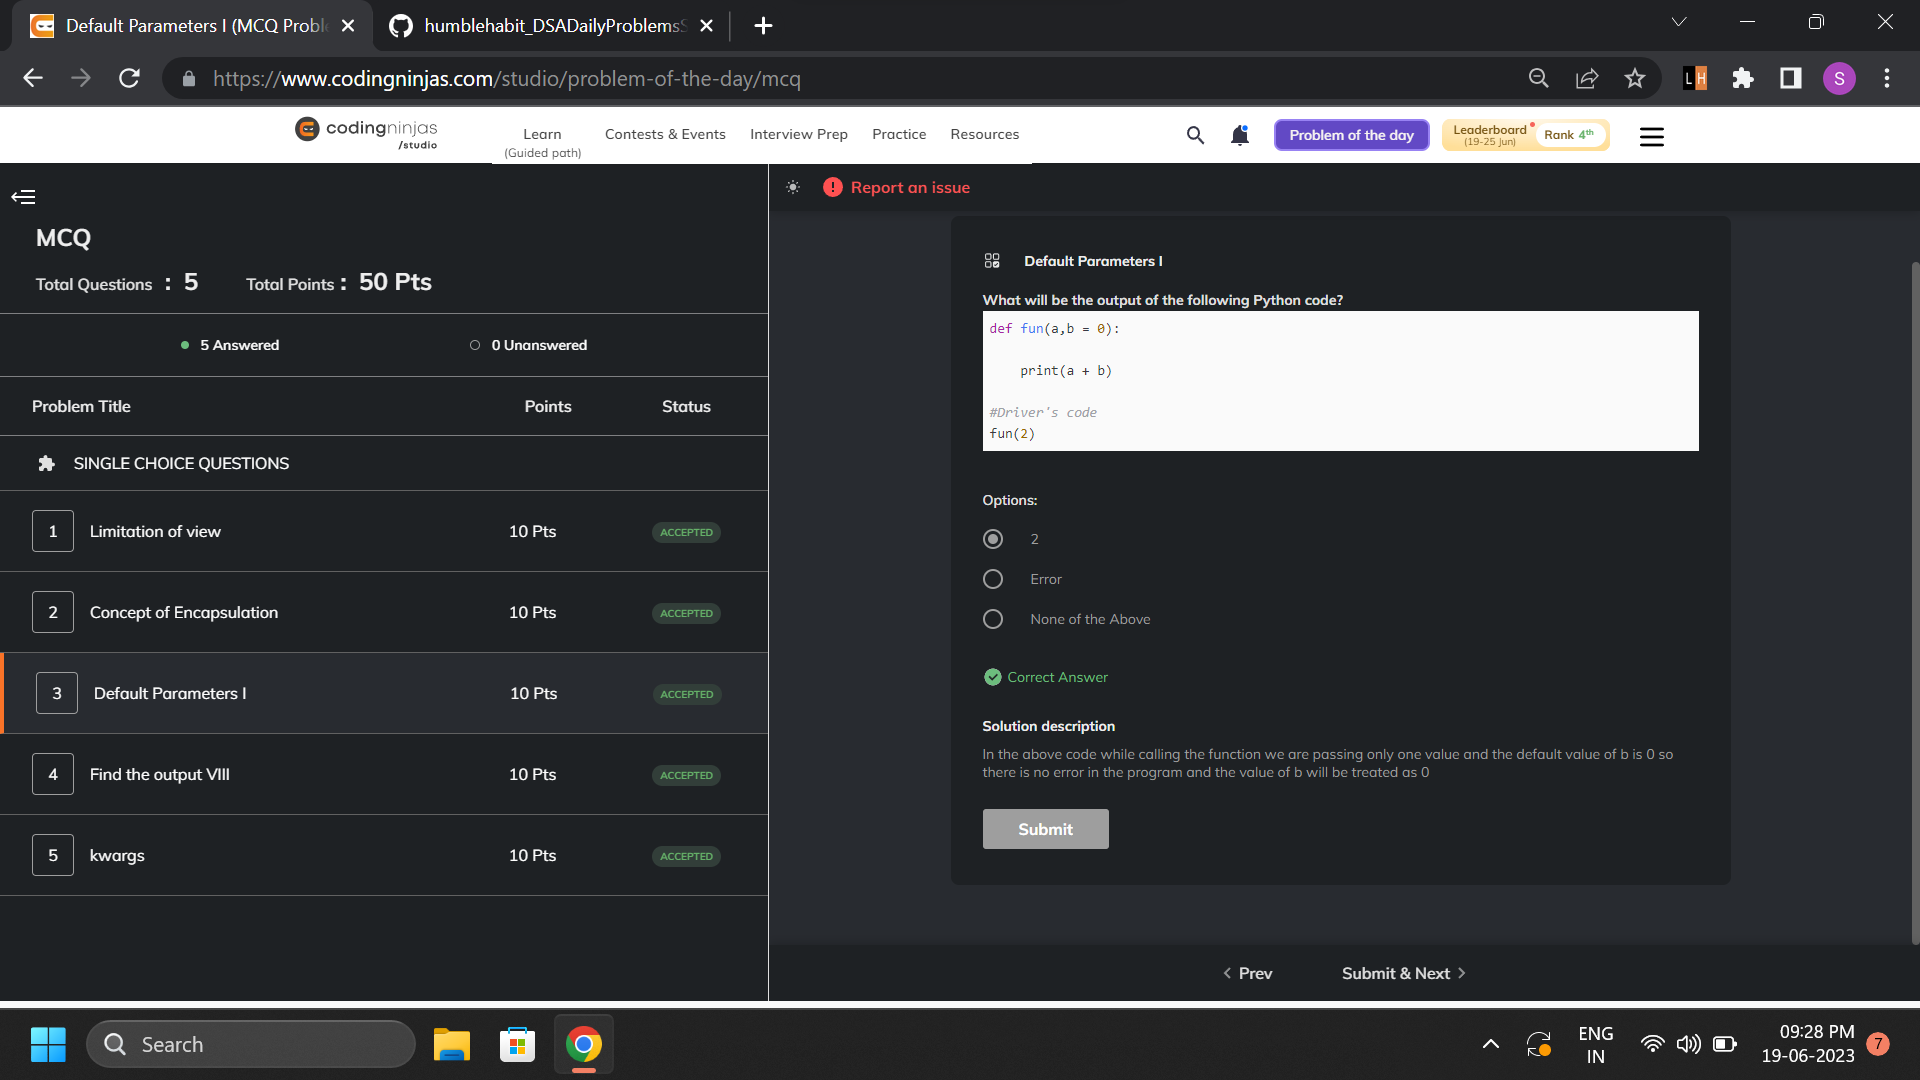 Default Parameters I (MCQ Probl
humblehabit_DSADailyProblemsS
https://www.codingninjas.com/studio/problem-of-the-day/mcq
L H
S
codingninjas
/studio
Learn
(Guided path)
Contests & Events
Interview Prep
Practice
Resources
Problem of the day
Leaderboard
(19-25 Jun)
Rank 4th
MCQ
Total Questions : 5
Total Points : 50 Pts
5 Answered
0 Unanswered
Problem Title
Points
Status
SINGLE CHOICE QUESTIONS
1 Limitation of view 10 Pts ACCEPTED
2 Concept of Encapsulation 10 Pts ACCEPTED
3 Default Parameters I 10 Pts ACCEPTED
4 Find the output VIII 10 Pts ACCEPTED
5 kwargs 10 Pts ACCEPTED
Report an issue
Default Parameters I
What will be the output of the following Python code?
def fun(a,b = 0):
print(a + b)
#Driver's code
fun(2)
Options:
2
Error
None of the Above
Correct Answer
Solution description
In the above code while calling the function we are passing only one value and the default value of b is 0 so
there is no error in the program and the value of b will be treated as 0
Submit
Prev
Submit & Next
Search
ENG
IN
09:28 PM
19-06-2023
7